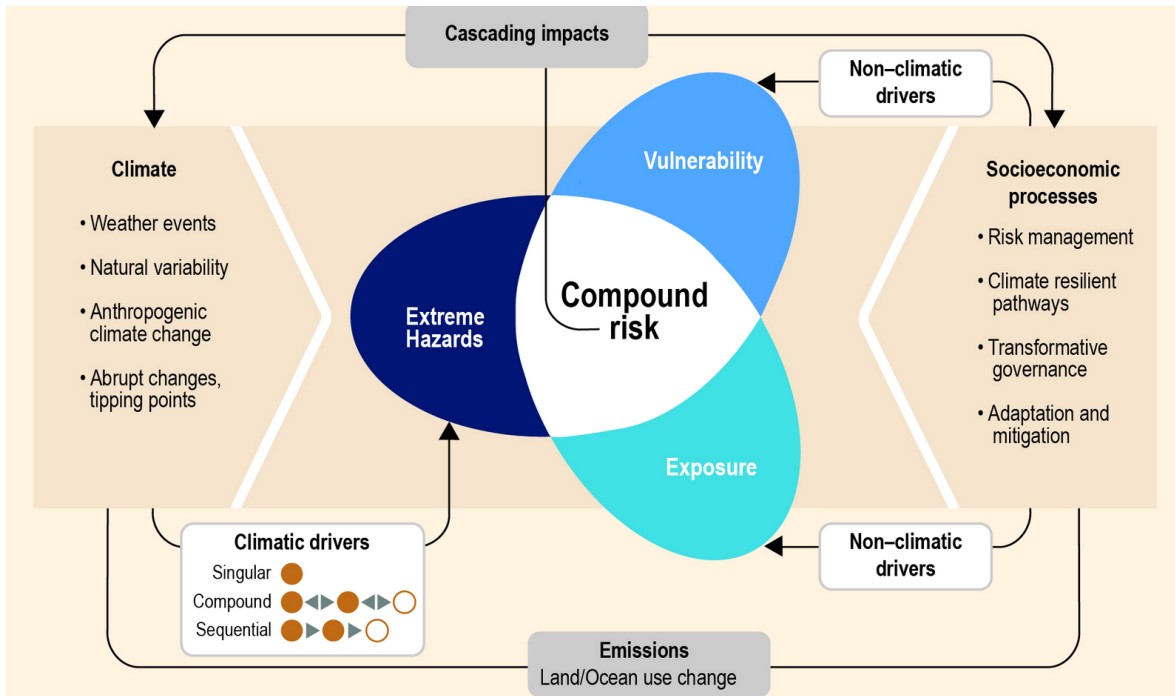 Cascading impacts
Non–climatic
drivers
Climate
• Weather events
• Natural variability
• Anthropogenic
climate change
• Abrupt changes,
tipping points
Vulnerability
Extreme
Hazards
Compound
risk
Exposure
Socioeconomic
processes
• Risk management
• Climate resilient
pathways
• Transformative
governance
• Adaptation and
mitigation
Climatic drivers
Singular
Compound
Sequential
Non–climatic
drivers
Emissions
Land/Ocean use change